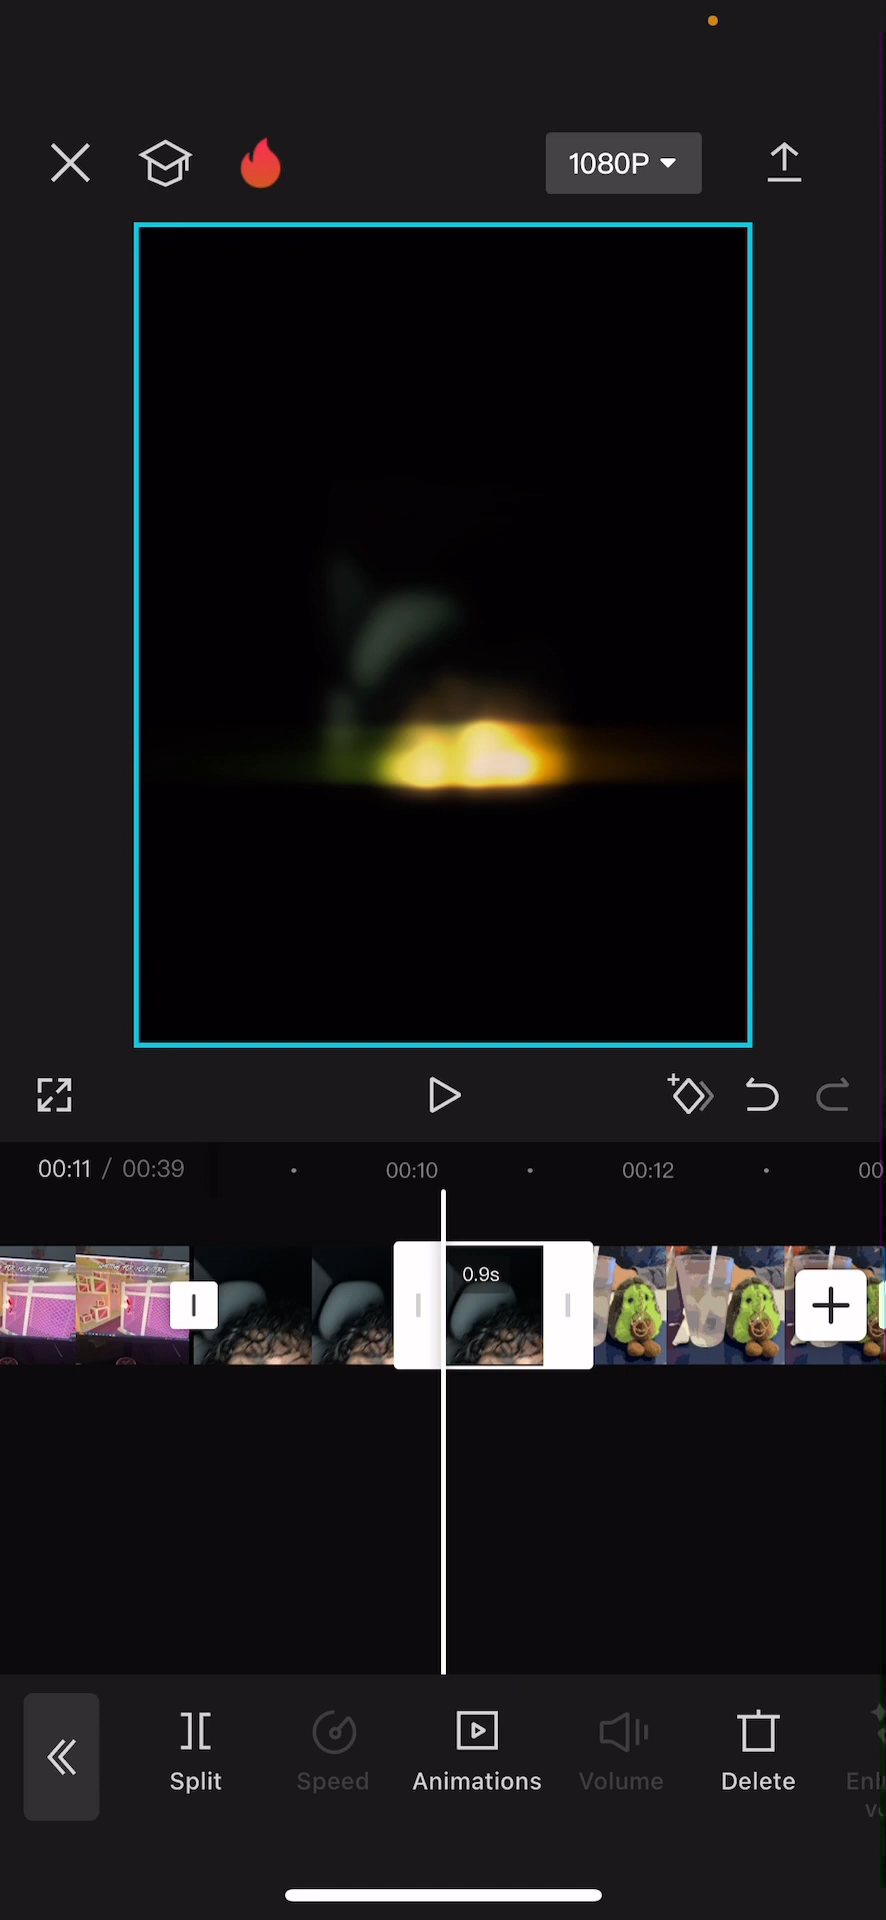 1080P
00:11 / 00:39
00:10
00:12
00
0.9s
Split
Speed
Animations
Volume
Delete